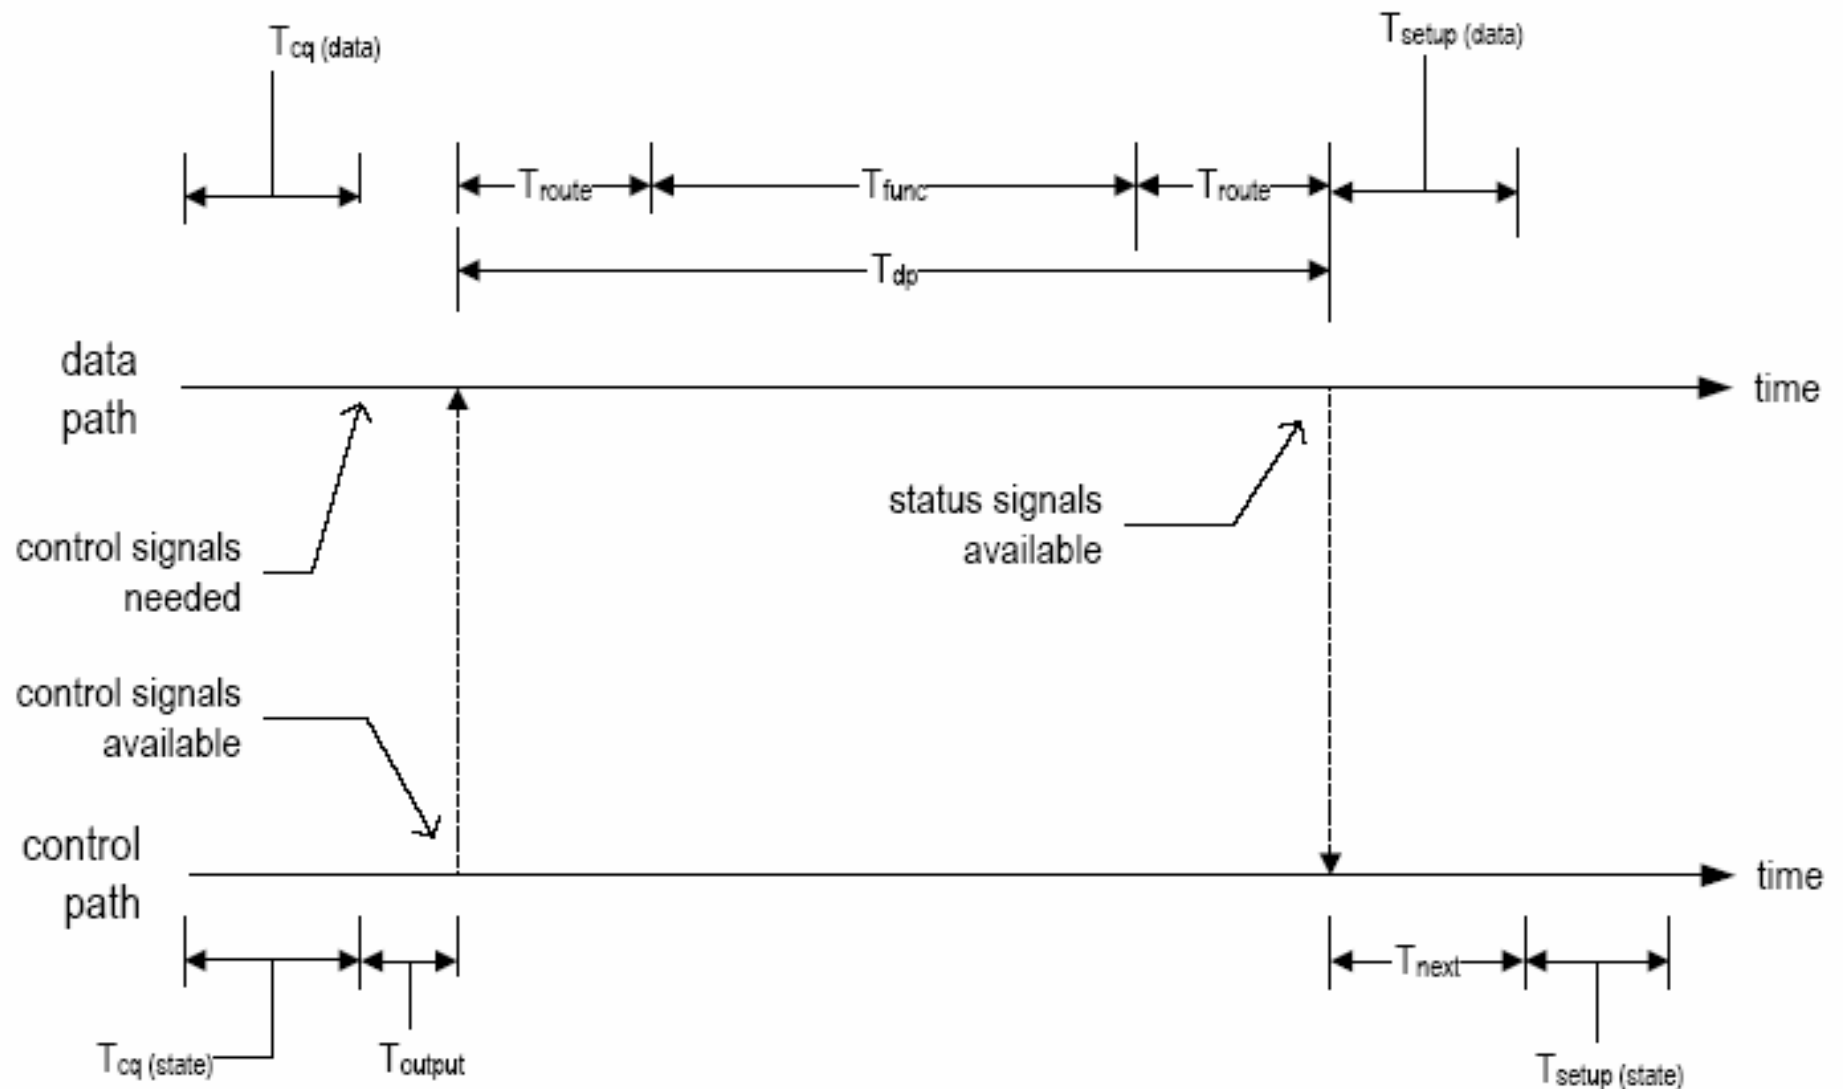 Tcq (data)
Tsetup (data)
Troute
Tfunc
Troute
Tdp
data
path
time
control signals
needed
status signals
available
control signals
available
control
path
time
Tnext
Tcq (state)
Toutput
Tsetup (state)